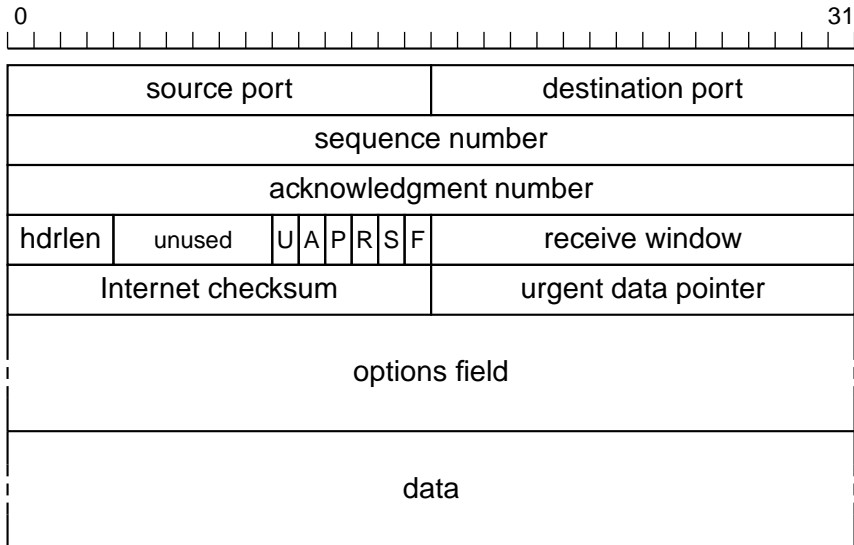 0 31
source port destination port
sequence number
acknowledgment number
hdrlen unused U A P R S F receive window
Internet checksum urgent data pointer
options field
data